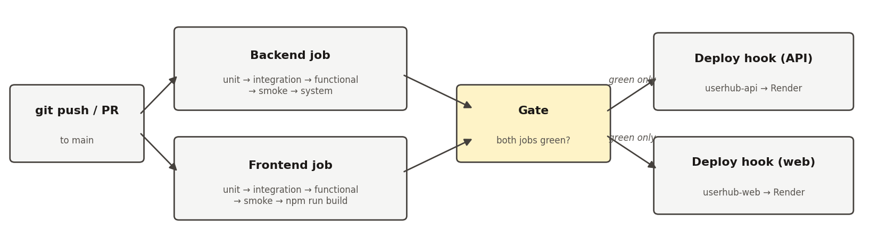 git push / PR
to main
Backend job
unit → integration → functional
→ smoke → system
Frontend job
unit → integration → functional
→ smoke → npm run build
Gate
both jobs green?
green only
Deploy hook (API)
userhub-api → Render
green only
Deploy hook (web)
userhub-web → Render